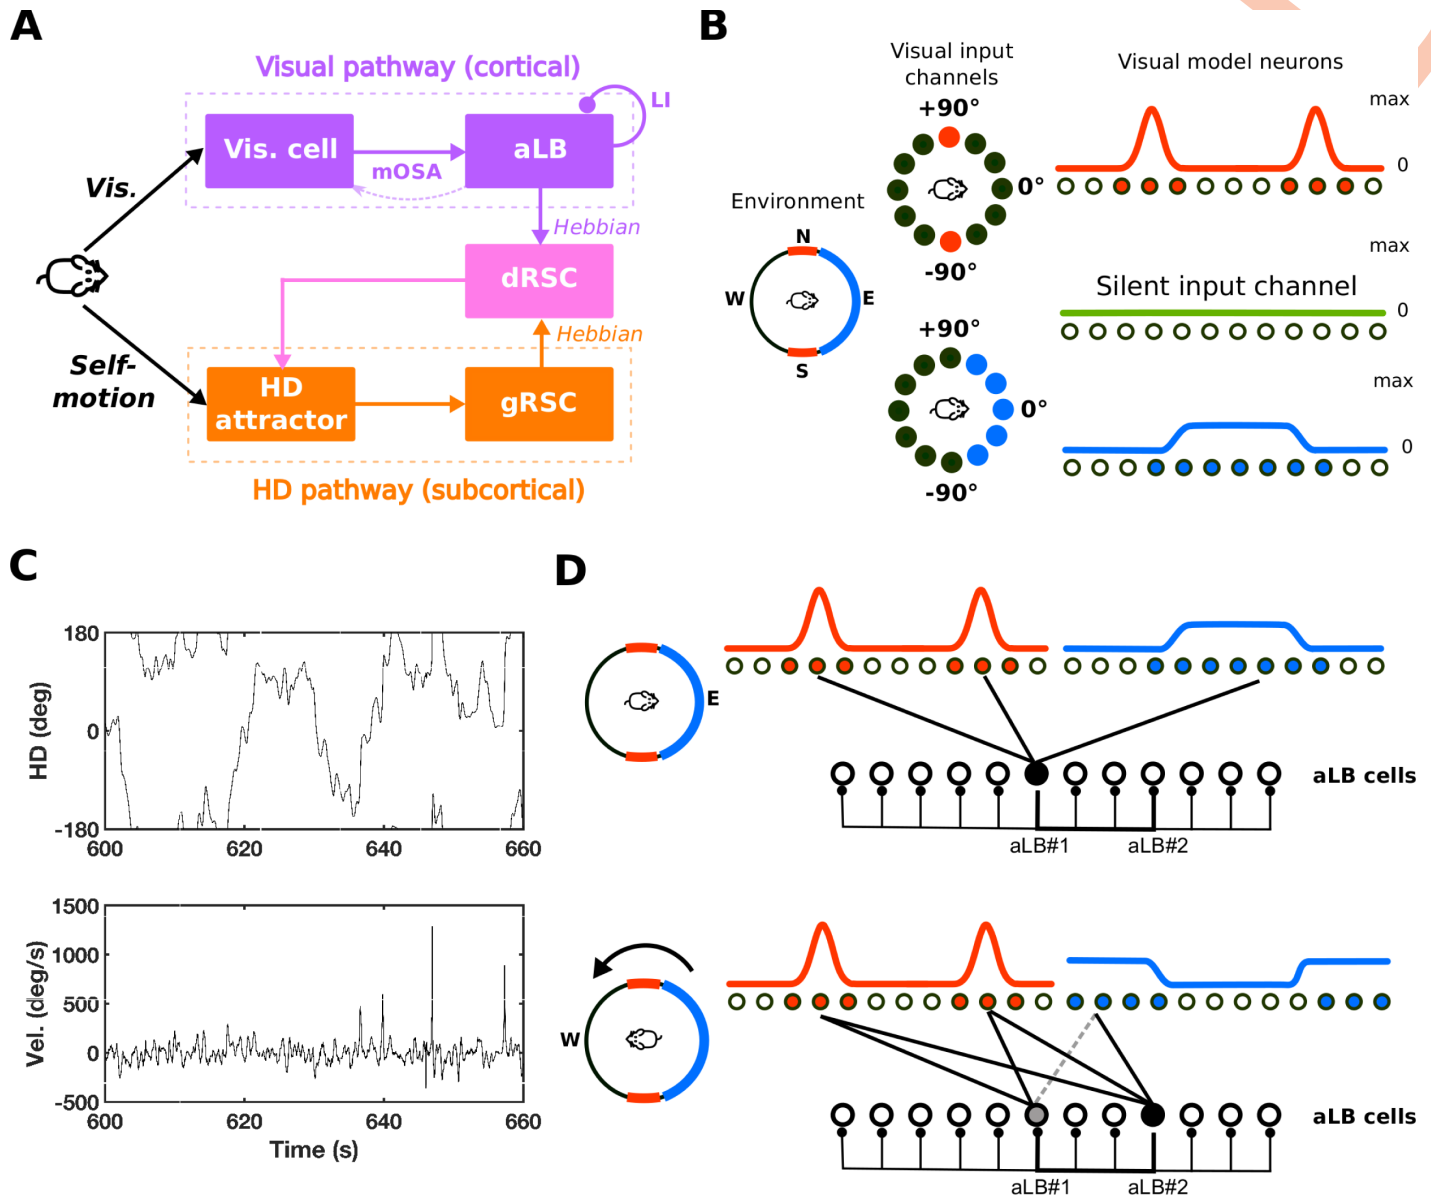 A
Visual pathway (cortical)
Vis. cell
mOSA
aLB
LI
Vis.
Hebbian
dRSC
Hebbian
Self-
motion
HD
attractor
gRSC
HD pathway (subcortical)
B
Visual input
channels
Visual model neurons
+90°
max
0°
0
-90°
Environment
N
W
E
S
max
Silent input channel
0
+90°
max
0°
0
-90°
C
180
0
-180
HD (deg)
600
620
640
660
1500
1000
500
0
-500
Vel. (deg/s)
600
620
640
660
Time (s)
D
E
aLB cells
aLB#1
aLB#2
W
aLB cells
aLB#1
aLB#2